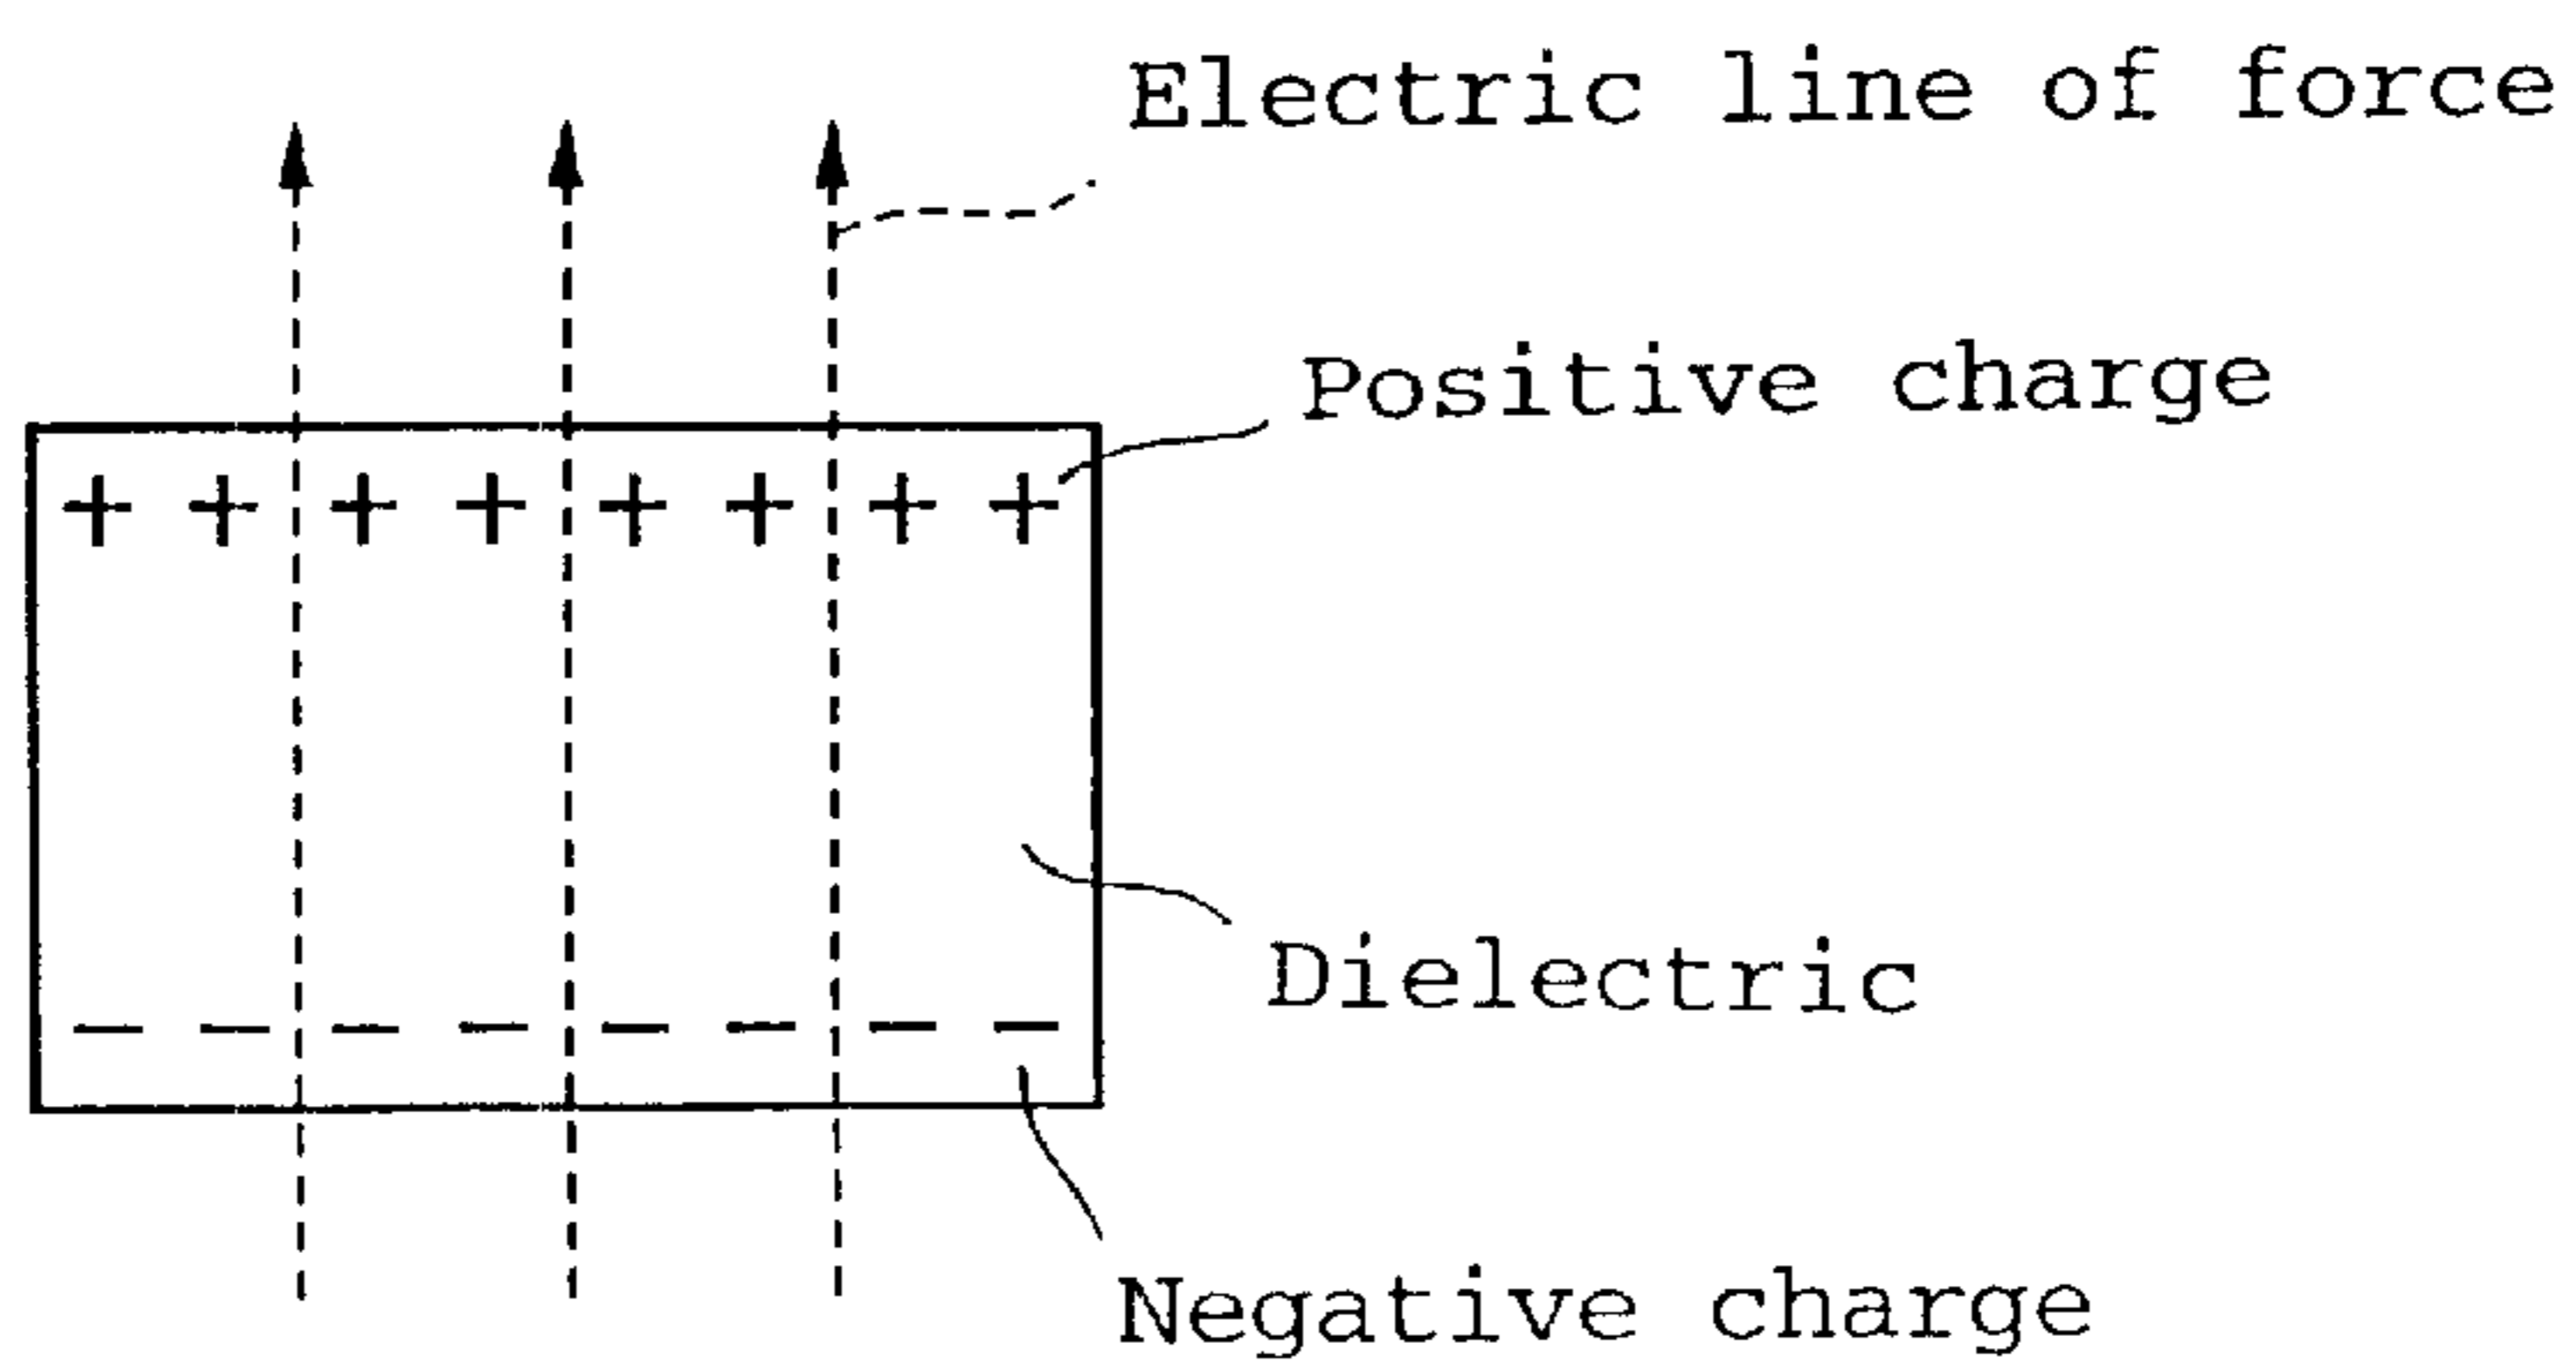 Electric line of force
Positive charge
+ + + + + + + +
Dielectric
− − − − − − − −
Negative charge